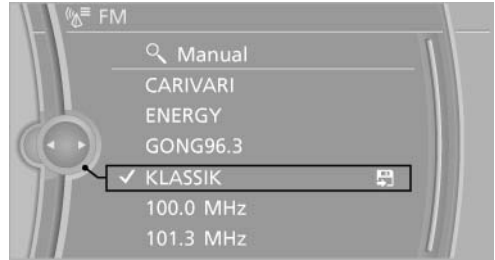 FM
Manual
CARIVARI
ENERGY
GONG96.3
KLASSIK
100.0 MHz
101.3 MHz